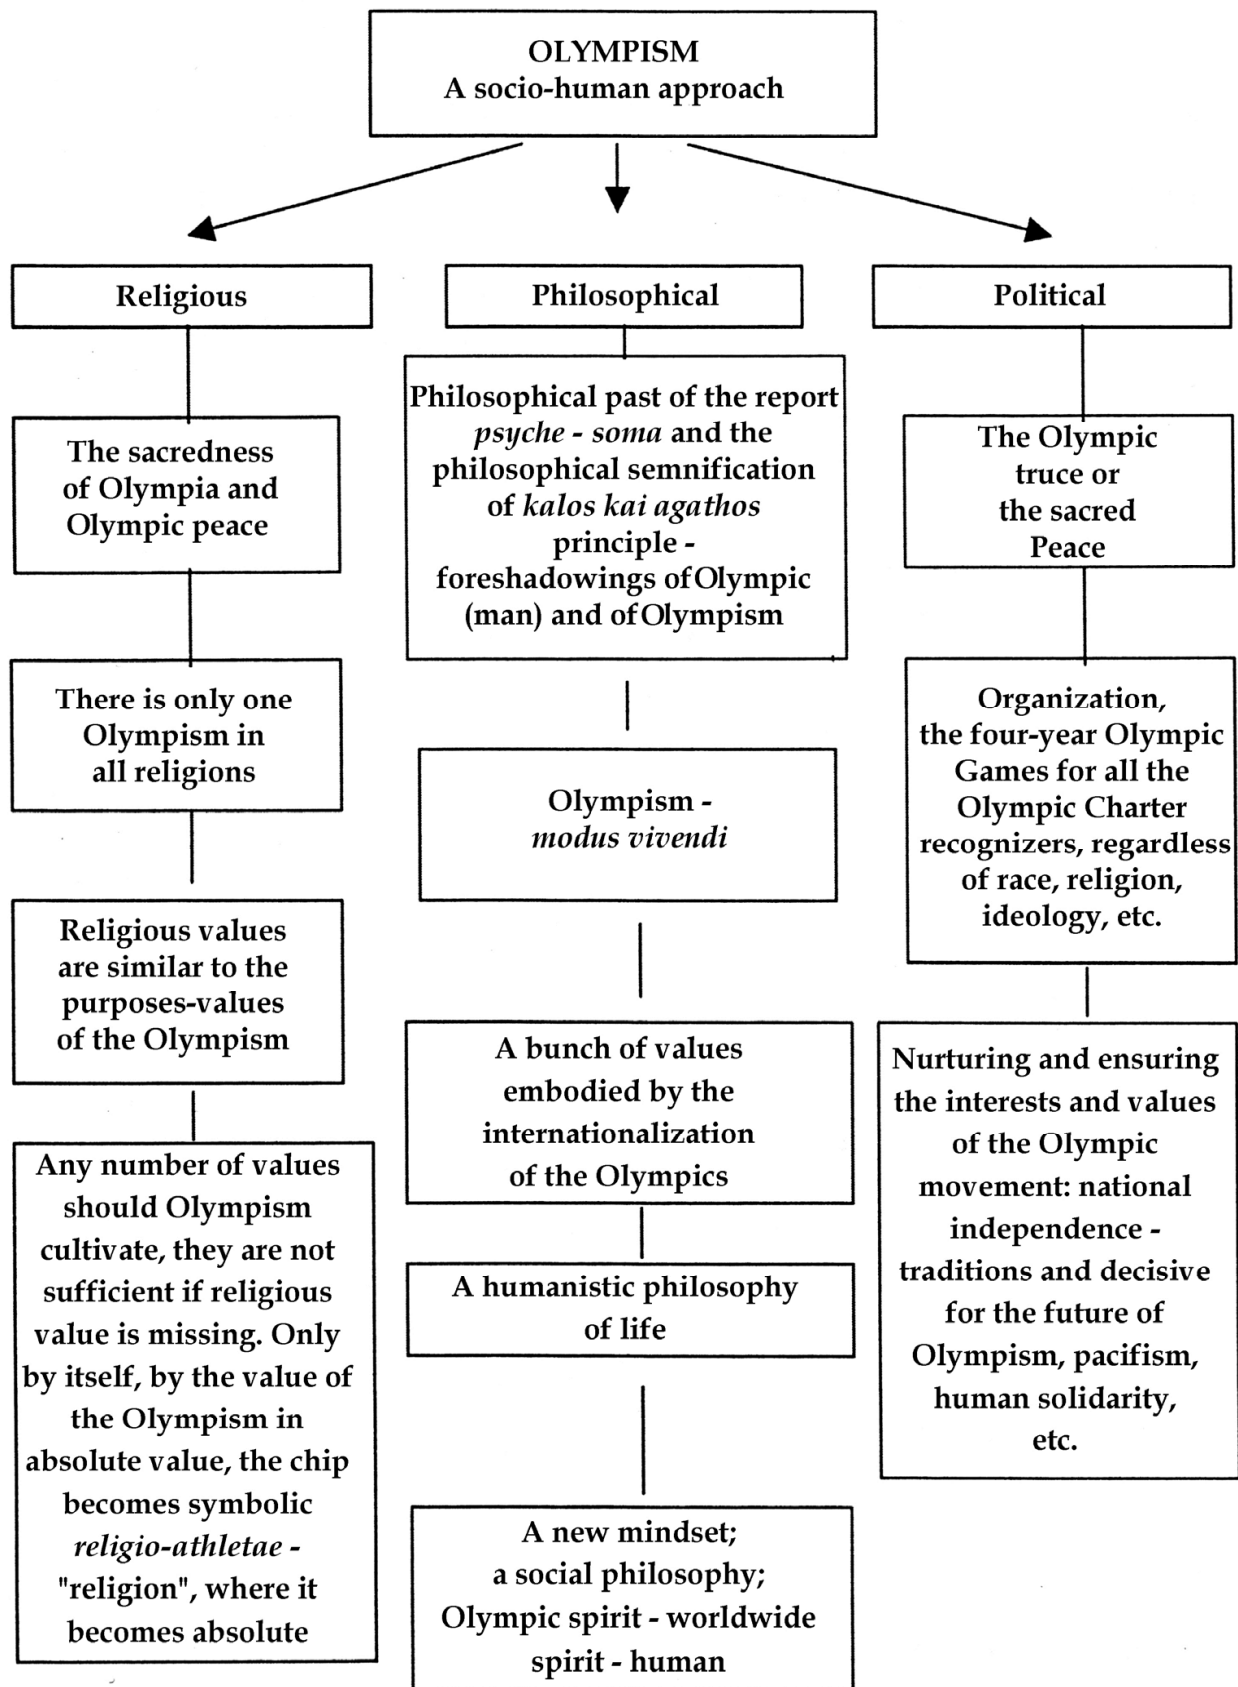 OLYMPISM
A socio-human approach
Religious
The sacredness
of Olympia and
Olympic peace
There is only one
Olympism in
all religions
Religious values
are similar to the
purposes-values
of the Olympism
Any number of values
should Olympism
cultivate, they are not
sufficient if religious
value is missing. Only
by itself, by the value of
the Olympism in
absolute value, the chip
becomes symbolic
religio-athletae -
"religion", where it
becomes absolute
Philosophical
Philosophical past of the report
psyche - soma and the
philosophical semnification
of kalos kai agathos
principle -
foreshadowings of Olympic
(man) and of Olympism
Olympism -
modus vivendi
A bunch of values
embodied by the
internationalization
of the Olympics
A humanistic philosophy
of life
A new mindset;
a social philosophy;
Olympic spirit - worldwide
spirit - human
Political
The Olympic
truce or
the sacred
Peace
Organization,
the four-year Olympic
Games for all the
Olympic Charter
recognizers, regardless
of race, religion,
ideology, etc.
Nurturing and ensuring
the interests and values
of the Olympic
movement: national
independence -
traditions and decisive
for the future of
Olympism, pacifism,
human solidarity,
etc.